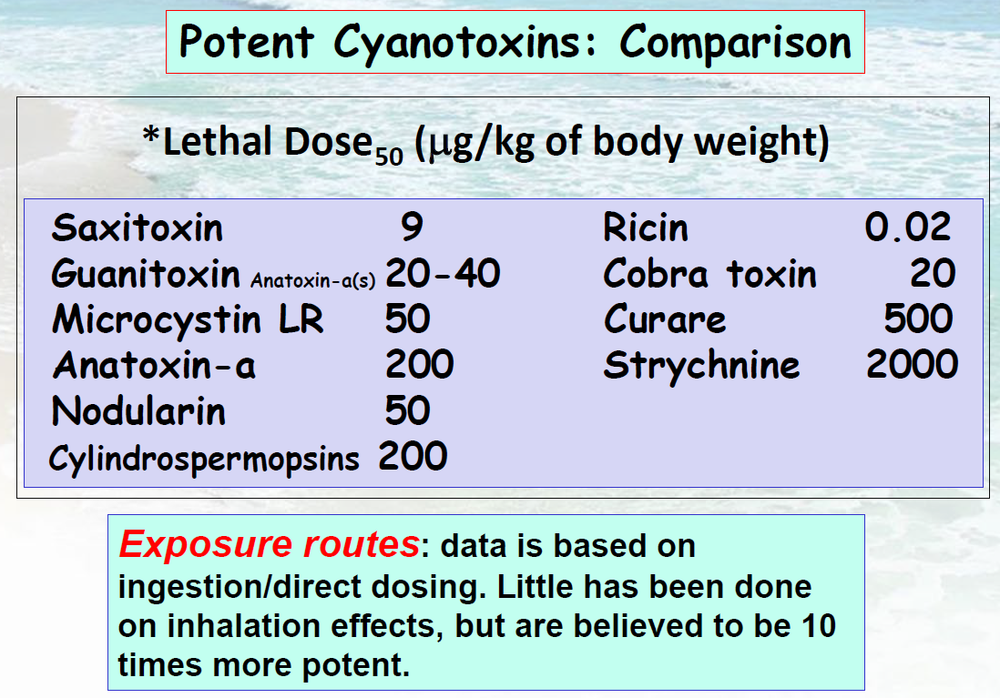 Potent Cyanotoxins: Comparison
*Lethal Dose50 (µg/kg of body weight)
Saxitoxin 9 Ricin 0.02
Guanitoxin Anatoxin-a(s) 20-40 Cobra toxin 20
Microcystin LR 50 Curare 500
Anatoxin-a 200 Strychnine 2000
Nodularin 50
Cylindrospermopsins 200
Exposure routes: data is based on
ingestion/direct dosing. Little has been done
on inhalation effects, but are believed to be 10
times more potent.